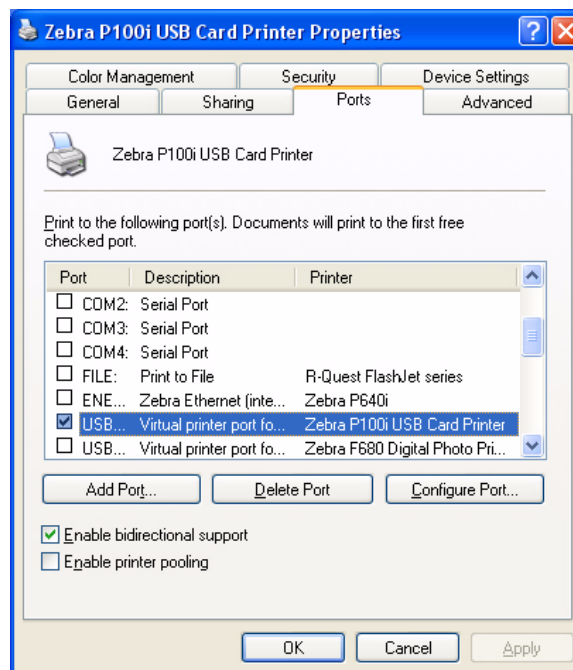 Zebra P100i USB Card Printer Properties
Color Management Security Device Settings
General Sharing Ports Advanced
Zebra P100i USB Card Printer
Print to the following port(s). Documents will print to the first free
checked port.
Port Description Printer
COM2: Serial Port
COM3: Serial Port
COM4: Serial Port
FILE: Print to File R-Quest FlashJet series
ENE... Zebra Ethernet (inte... Zebra P640i
USB... Virtual printer port fo... Zebra P100i USB Card Printer
USB... Virtual printer port fo... Zebra F680 Digital Photo Pri...
Add Port... Delete Port Configure Port...
Enable bidirectional support
Enable printer pooling
OK Cancel Apply